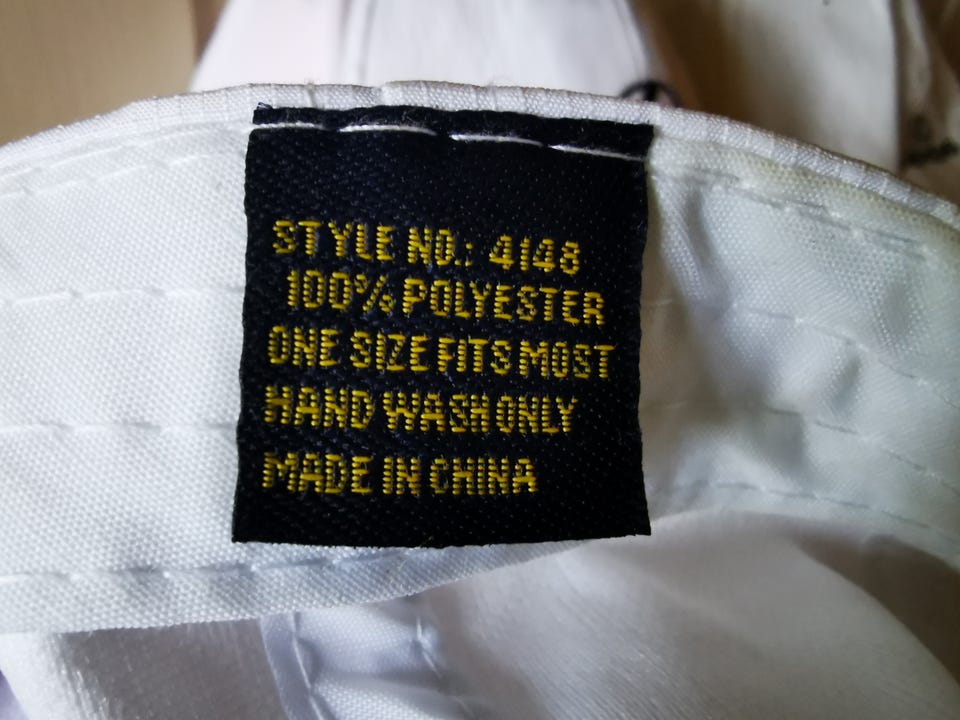 STYLE NO.: 4148
100% POLYESTER
ONE SIZE FITS MOST
HAND WASH ONLY
MADE IN CHINA